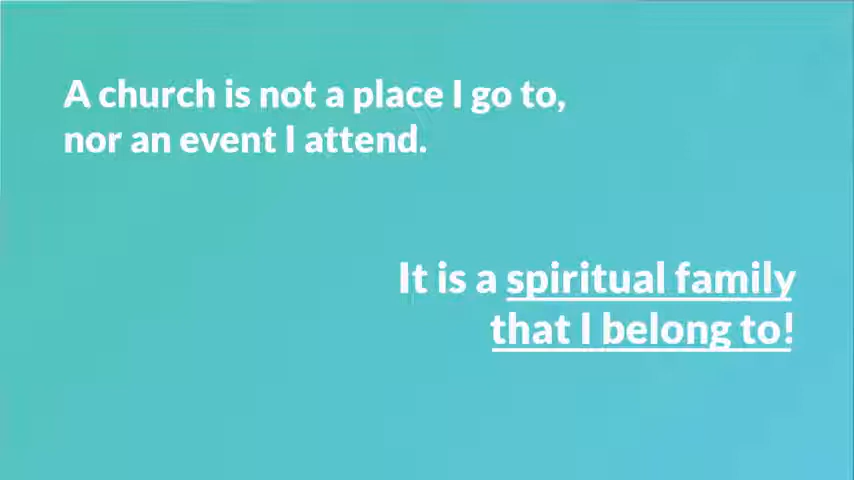 A church is not a place I go to,
nor an event I attend.
It is a spiritual family
that I belong to!